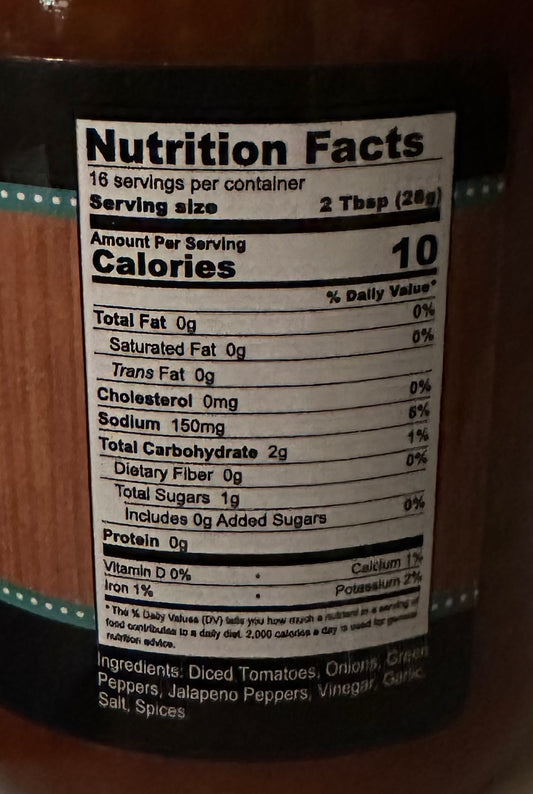 Nutrition Facts
16 servings per container
Serving size 2 Tbsp (28g)
Amount Per Serving
Calories 10
% Daily Value*
Total Fat 0g 0%
Saturated Fat 0g 0%
Trans Fat 0g
Cholesterol 0mg 0%
Sodium 150mg 6%
Total Carbohydrate 2g 1%
Dietary Fiber 0g 0%
Total Sugars 1g
Includes 0g Added Sugars 0%
Protein 0g
Vitamin D 0% • Calcium 1%
Iron 1% • Potassium 2%
* The % Daily Values (DV) tells you how much a nutrient in a serving of
food contributes to a daily diet. 2,000 calories a day is used for general
nutrition advice.
Ingredients: Diced Tomatoes, Onions, Green
Peppers, Jalapeno Peppers, Vinegar, Garlic,
Salt, Spices